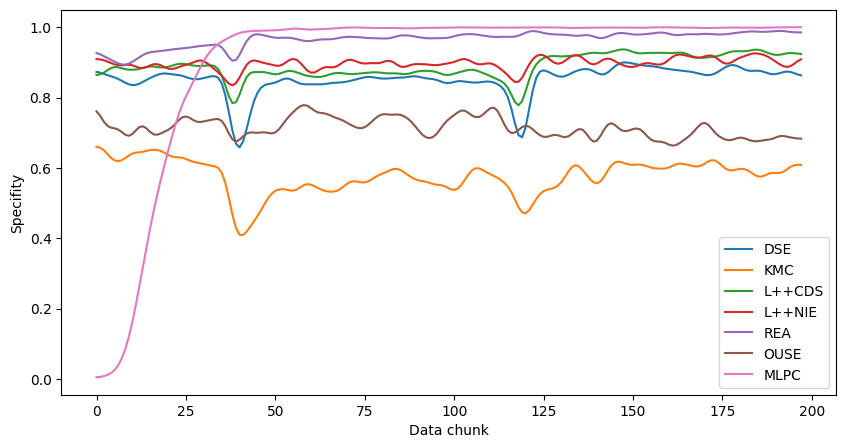 1.0
0.8
0.6
0.4
0.2
0.0
Specifity
0 25 50 75 100 125 150 175 200
Data chunk
DSE
KMC
L++CDS
L++NIE
REA
OUSE
MLPC